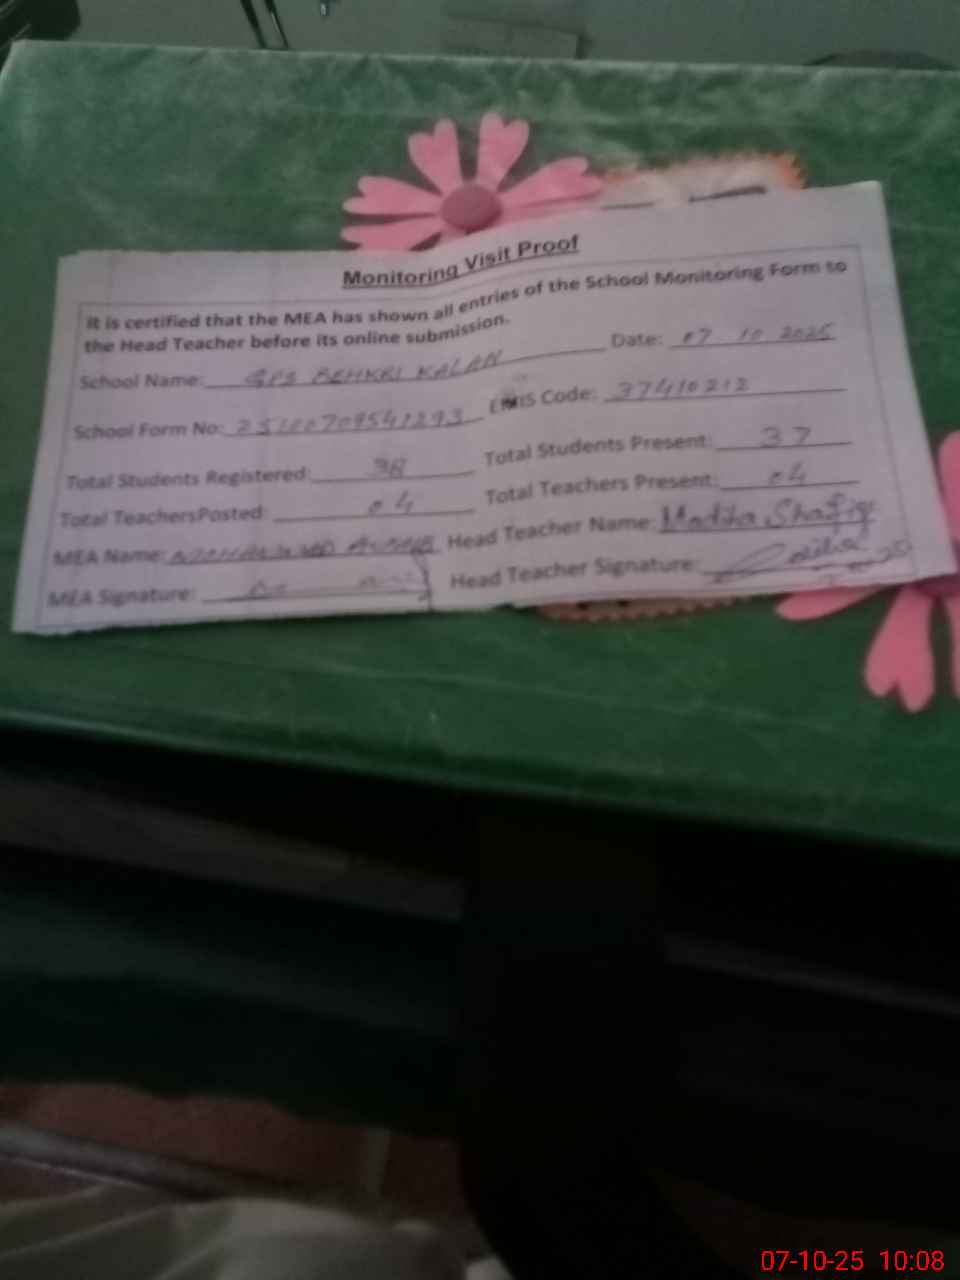 Monitoring Visit Proof
It is certified that the MEA has shown all entries of the School Monitoring Form to
the Head Teacher before its online submission.
School Name: GPS BEHKRI KALAN Date: 07 10 2025
School Form No: EMIS Code: 37410212
Total Students Registered: 38 Total Students Present: 37
Total TeachersPosted: 04 Total Teachers Present: 04
MEA Name: Head Teacher Name: Madiha Shafiq
MEA Signature: Head Teacher Signature:
07-10-25 10:08